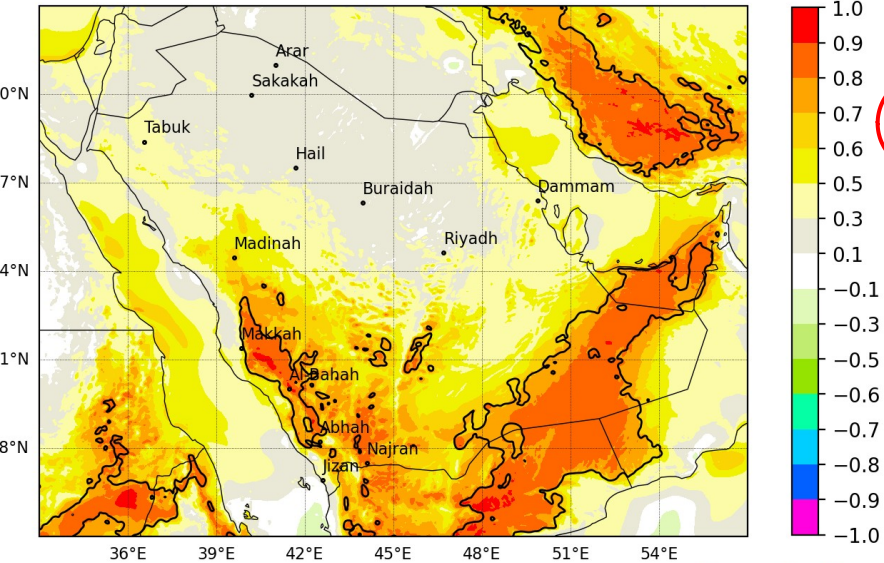 Arar
Sakakah
0°N
Tabuk
Hail
7°N
Buraidah
Dammam
Madinah
Riyadh
4°N
Makkah
1°N
Al-Bahah
Abhah
8°N
Najran
Jizan
36°E 39°E 42°E 45°E 48°E 51°E 54°E
1.0
0.9
0.8
0.7
0.6
0.5
0.3
0.1
−0.1
−0.3
−0.5
−0.6
−0.7
−0.8
−0.9
−1.0